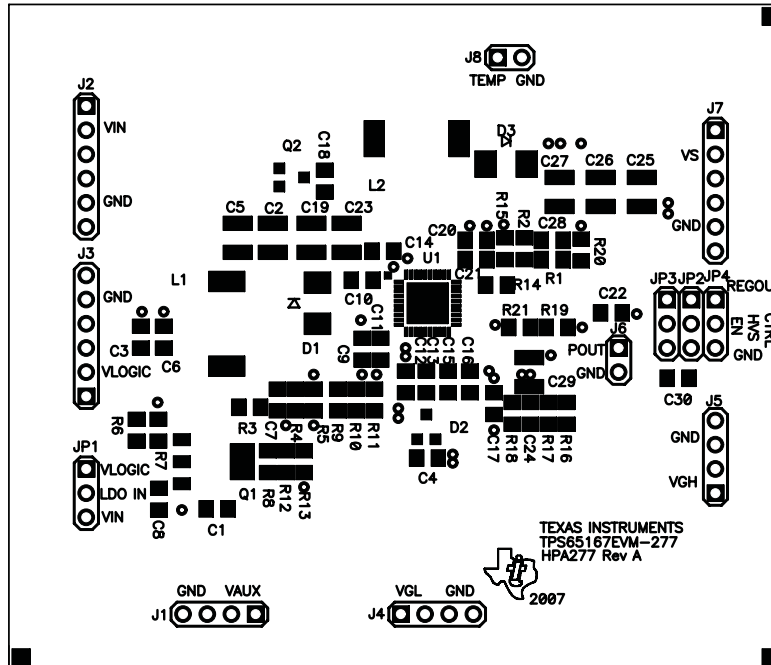 J8
TEMP GND
J2
VIN
GND
J7
VS
GND
Q2
C18
L2
D3
C27
C26
C25
C5
C2
C19
C23
C20
R15
R2
C28
R20
C14
U1
C21
R14
R1
J3
GND
VLOGIC
L1
C10
D1
C11
C9
C3
C6
R21
R19
C22
JP3
JP2
JP4
REGOU
CTRL
HVS
EN
GND
J6
POUT
GND
C12
C13
C15
C16
C29
C30
R6
R7
R3
C7
R4
R5
R9
R10
R11
D2
C17
R18
C24
R17
R16
J5
GND
VGH
JP1
VLOGIC
LDO IN
VIN
C8
C1
Q1
R8
R12
R13
C4
TEXAS INSTRUMENTS
TPS65167EVM-277
HPA277 Rev A
ti
2007
GND VAUX
J1
VGL GND
J4